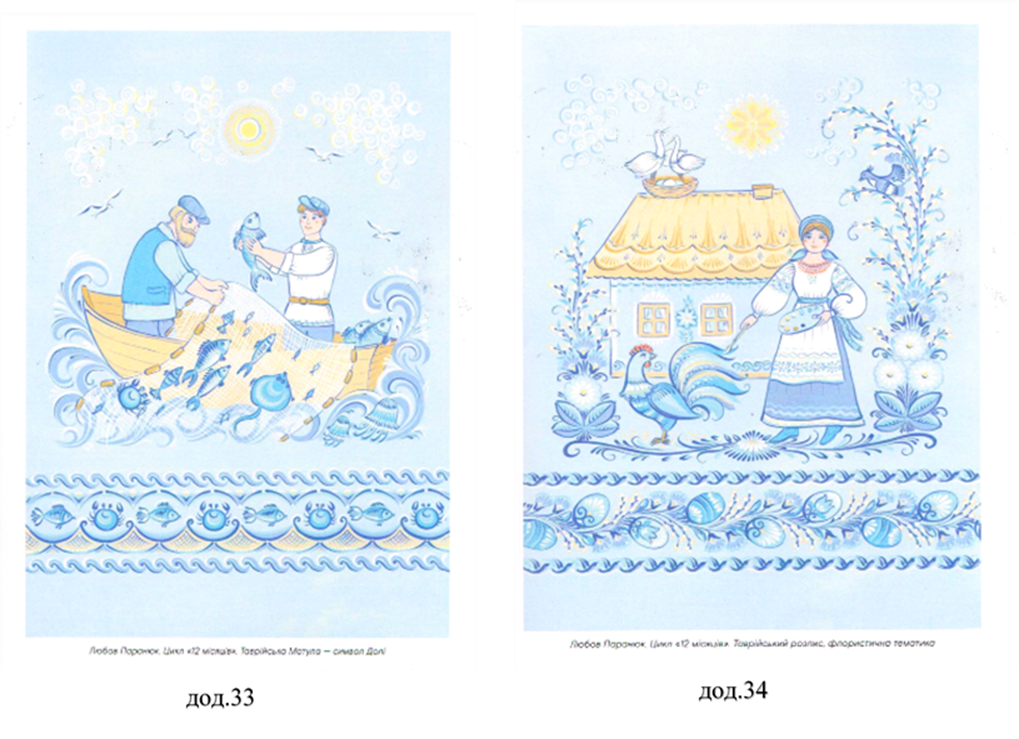 Любов Паранюк. Цикл «12 місяців». Таврійська Матула — символ Долі
Любов Паранюк. Цикл «12 місяців». Таврійський розпис, флористична тематика
дод.33
дод.34